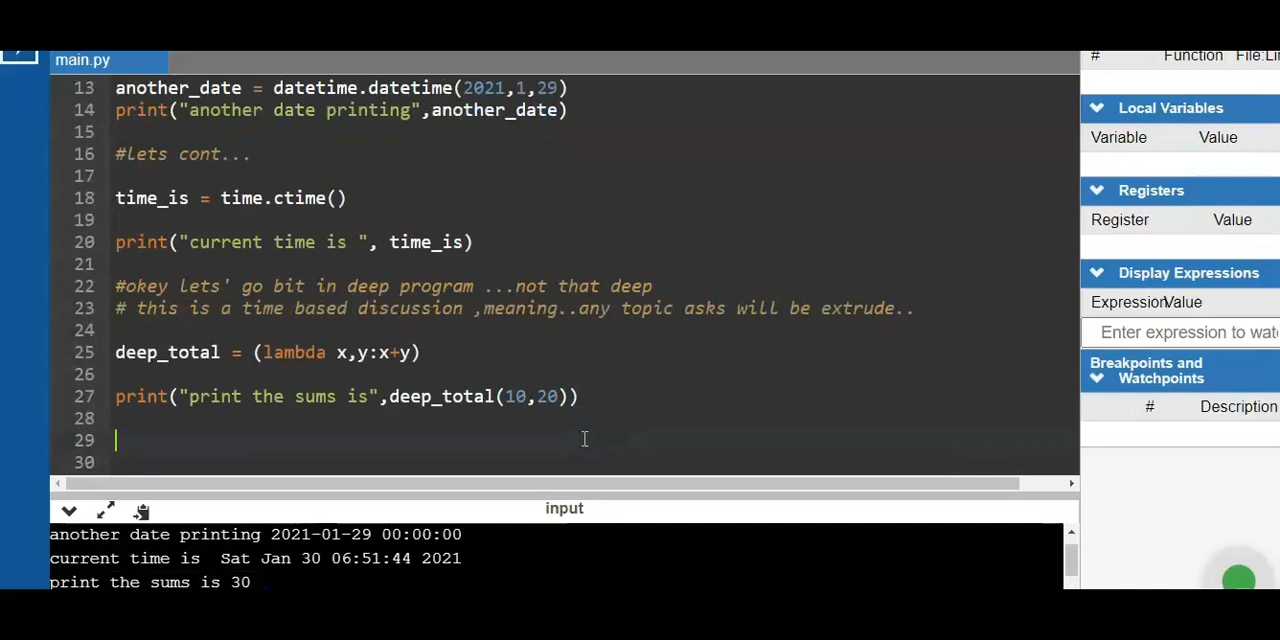 main.py
# Function File:Li
13 another_date = datetime.datetime(2021,1,29)
14 print("another date printing",another_date)
15
16 #lets cont...
17
18 time_is = time.ctime()
19
20 print("current time is ", time_is)
21
22 #okey lets' go bit in deep program ...not that deep
23 # this is a time based discussion ,meaning..any topic asks will be extrude..
24
25 deep_total = (lambda x,y:x+y)
26
27 print("print the sums is",deep_total(10,20))
28
29
30
Local Variables
Variable Value
Registers
Register Value
Display Expressions
Expression Value
Enter expression to wat
Breakpoints and
Watchpoints
# Description
input
another date printing 2021-01-29 00:00:00
current time is  Sat Jan 30 06:51:44 2021
print the sums is 30